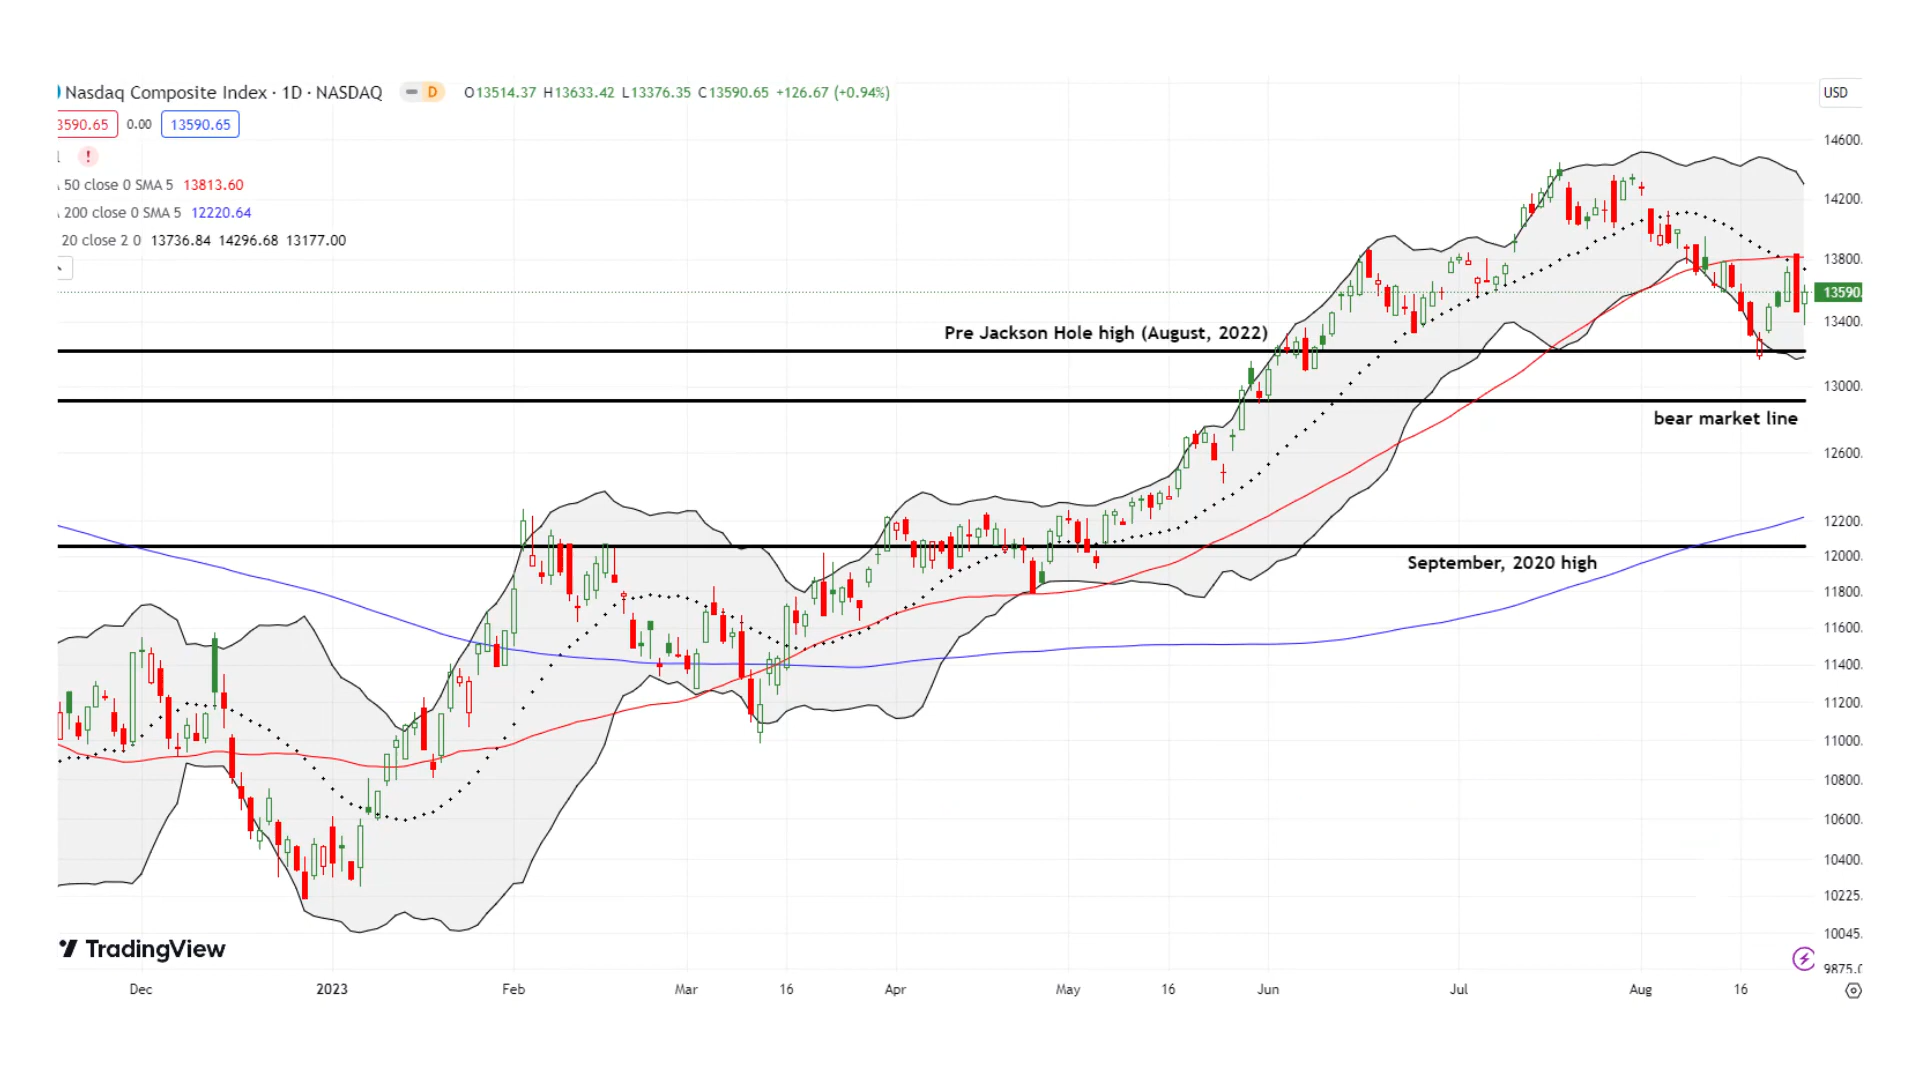 Nasdaq Composite Index · 1D · NASDAQ D O13514.37 H13633.42 L13376.35 C13590.65 +126.67 (+0.94%)
USD
3590.65 0.00 13590.65
!
50 close 0 SMA 5 13813.60
200 close 0 SMA 5 12220.64
20 close 2 0 13736.84 14296.68 13177.00
14600.
14200.
13800.
13590.
13400.
Pre Jackson Hole high (August, 2022)
13000.
bear market line
12600.
12200.
12000.
September, 2020 high
11800.
11600.
11400.
11200.
11000.
10800.
10600.
10400.
10225.
10045.
TradingView
9875.0
Dec 2023 Feb Mar 16 Apr May 16 Jun Jul Aug 16